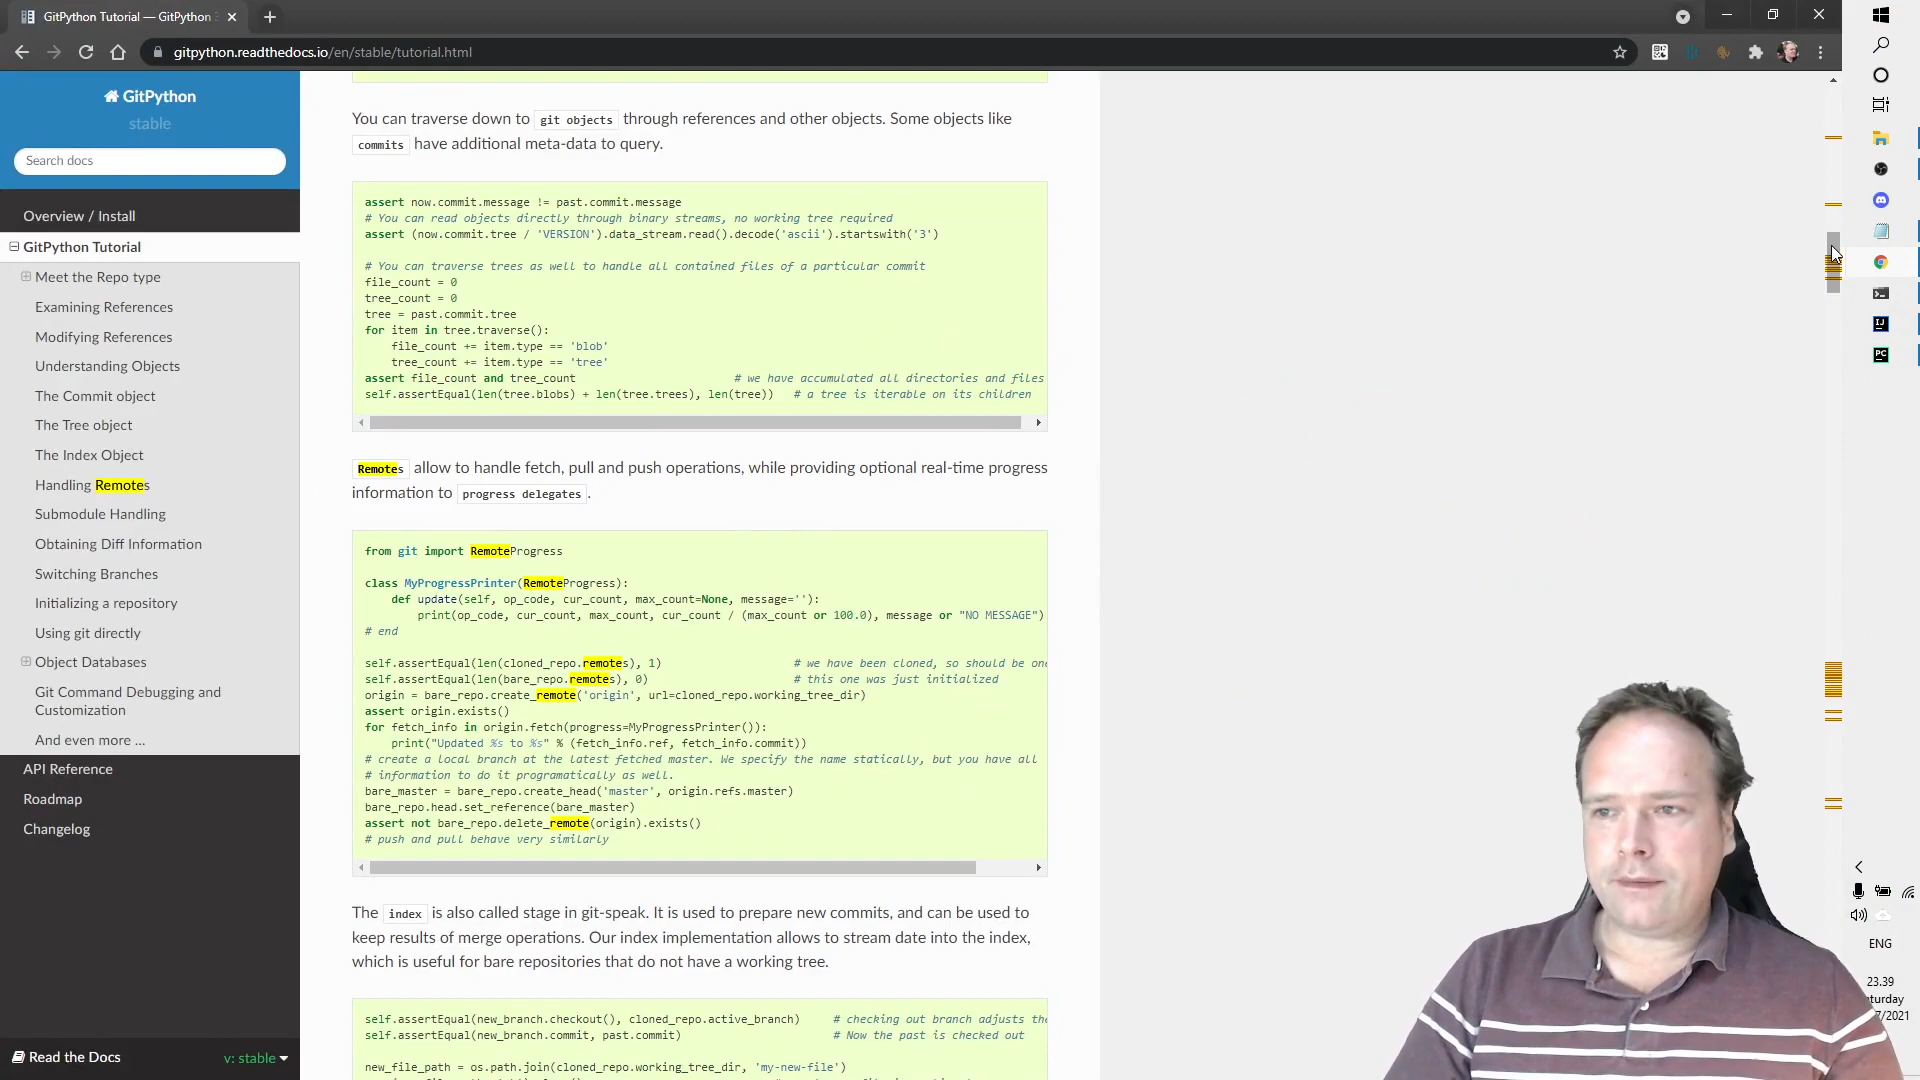 GitPython Tutorial — GitPython
gitpython.readthedocs.io/en/stable/tutorial.html
GitPython
stable
Search docs
Overview / Install
GitPython Tutorial
Meet the Repo type
Examining References
Modifying References
Understanding Objects
The Commit object
The Tree object
The Index Object
Handling Remotes
Submodule Handling
Obtaining Diff Information
Switching Branches
Initializing a repository
Using git directly
Object Databases
Git Command Debugging and
Customization
And even more ...
API Reference
Roadmap
Changelog
Read the Docs
v: stable
You can traverse down to git objects through references and other objects. Some objects like
commits have additional meta-data to query.
assert now.commit.message != past.commit.message
# You can read objects directly through binary streams, no working tree required
assert (now.commit.tree / 'VERSION').data_stream.read().decode('ascii').startswith('3')
# You can traverse trees as well to handle all contained files of a particular commit
file_count = 0
tree_count = 0
tree = past.commit.tree
for item in tree.traverse():
file_count += item.type == 'blob'
tree_count += item.type == 'tree'
assert file_count and tree_count # we have accumulated all directories and files
self.assertEqual(len(tree.blobs) + len(tree.trees), len(tree)) # a tree is iterable on its children
Remotes allow to handle fetch, pull and push operations, while providing optional real-time progress
information to progress delegates.
from git import RemoteProgress
class MyProgressPrinter(RemoteProgress):
def update(self, op_code, cur_count, max_count=None, message=''):
print(op_code, cur_count, max_count, cur_count / (max_count or 100.0), message or "NO MESSAGE")
# end
self.assertEqual(len(cloned_repo.remotes), 1) # we have been cloned, so should be one
self.assertEqual(len(bare_repo.remotes), 0) # this one was just initialized
origin = bare_repo.create_remote('origin', url=cloned_repo.working_tree_dir)
assert origin.exists()
for fetch_info in origin.fetch(progress=MyProgressPrinter()):
print("Updated %s to %s" % (fetch_info.ref, fetch_info.commit))
# create a local branch at the latest fetched master. We specify the name statically, but you have all
# information to do it programatically as well.
bare_master = bare_repo.create_head('master', origin.refs.master)
bare_repo.head.set_reference(bare_master)
assert not bare_repo.delete_remote(origin).exists()
# push and pull behave very similarly
The index is also called stage in git-speak. It is used to prepare new commits, and can be used to
keep results of merge operations. Our index implementation allows to stream date into the index,
which is useful for bare repositories that do not have a working tree.
self.assertEqual(new_branch.checkout(), cloned_repo.active_branch) # checking out branch adjusts the
self.assertEqual(new_branch.commit, past.commit) # Now the past is checked out
new_file_path = os.path.join(cloned_repo.working_tree_dir, 'my-new-file')
IJ
PC
ENG
23.39
aturday
7/2021